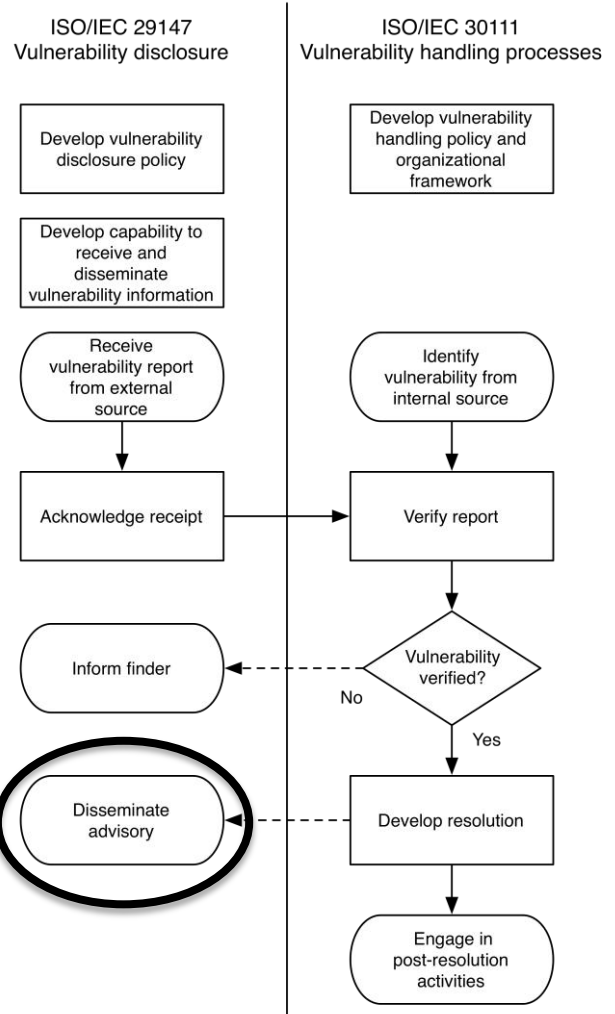 ISO/IEC 29147
Vulnerability disclosure
ISO/IEC 30111
Vulnerability handling processes
Develop vulnerability
disclosure policy
Develop vulnerability
handling policy and
organizational
framework
Develop capability to
receive and
disseminate
vulnerability information
Receive
vulnerability report
from external
source
Identify
vulnerability from
internal source
Acknowledge receipt
Verify report
Inform finder
Vulnerability
verified?
No
Yes
Disseminate
advisory
Develop resolution
Engage in
post-resolution
activities